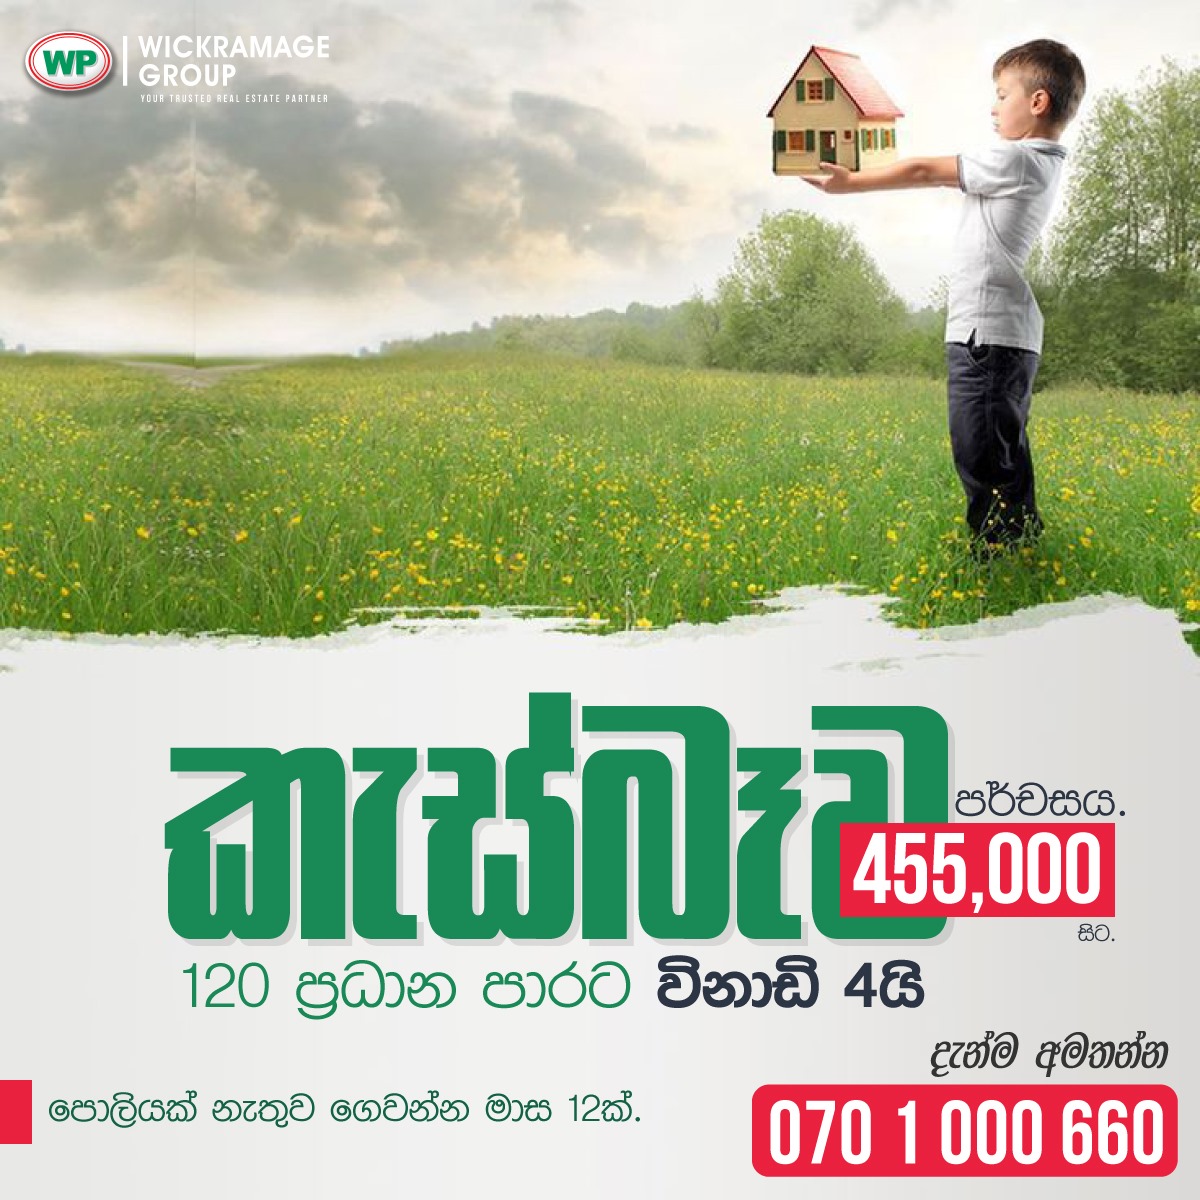 WP
WICKRAMAGE
GROUP
YOUR TRUSTED REAL ESTATE PARTNER
කැස්බෑව
පර්චසය.
455,000
සිට.
120 ප්‍රධාන පාරට විනාඩි 4යි
දැන්ම අමතන්න
පොලියක් නැතුව ගෙවන්න මාස 12ක්.
070 1 000 660